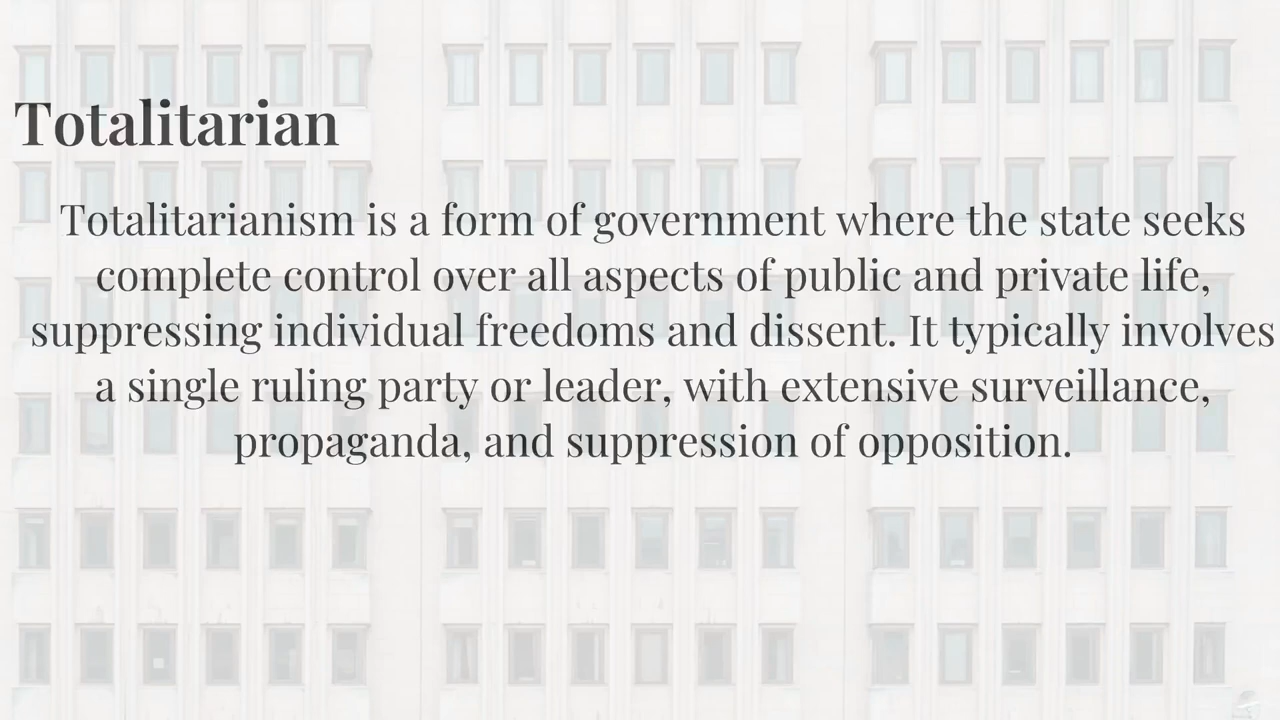 Totalitarian
Totalitarianism is a form of government where the state seeks
complete control over all aspects of public and private life,
suppressing individual freedoms and dissent. It typically involves
a single ruling party or leader, with extensive surveillance,
propaganda, and suppression of opposition.